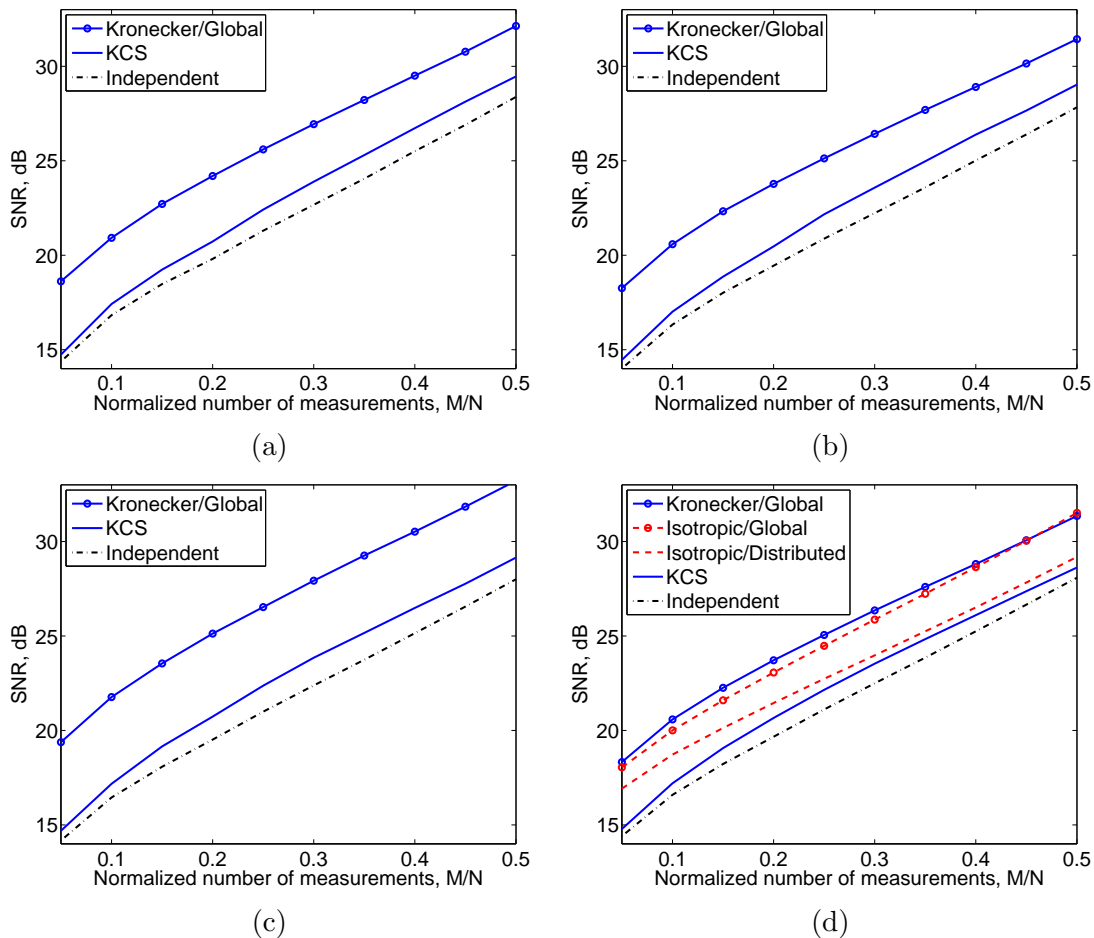 Kronecker/Global
KCS
Independent
30
25
20
15
SNR, dB
0.1 0.2 0.3 0.4 0.5
Normalized number of measurements, M/N
(a)
Kronecker/Global
KCS
Independent
30
25
20
15
SNR, dB
0.1 0.2 0.3 0.4 0.5
Normalized number of measurements, M/N
(b)
Kronecker/Global
KCS
Independent
30
25
20
15
SNR, dB
0.1 0.2 0.3 0.4 0.5
Normalized number of measurements, M/N
(c)
Kronecker/Global
Isotropic/Global
Isotropic/Distributed
KCS
Independent
30
25
20
15
SNR, dB
0.1 0.2 0.3 0.4 0.5
Normalized number of measurements, M/N
(d)